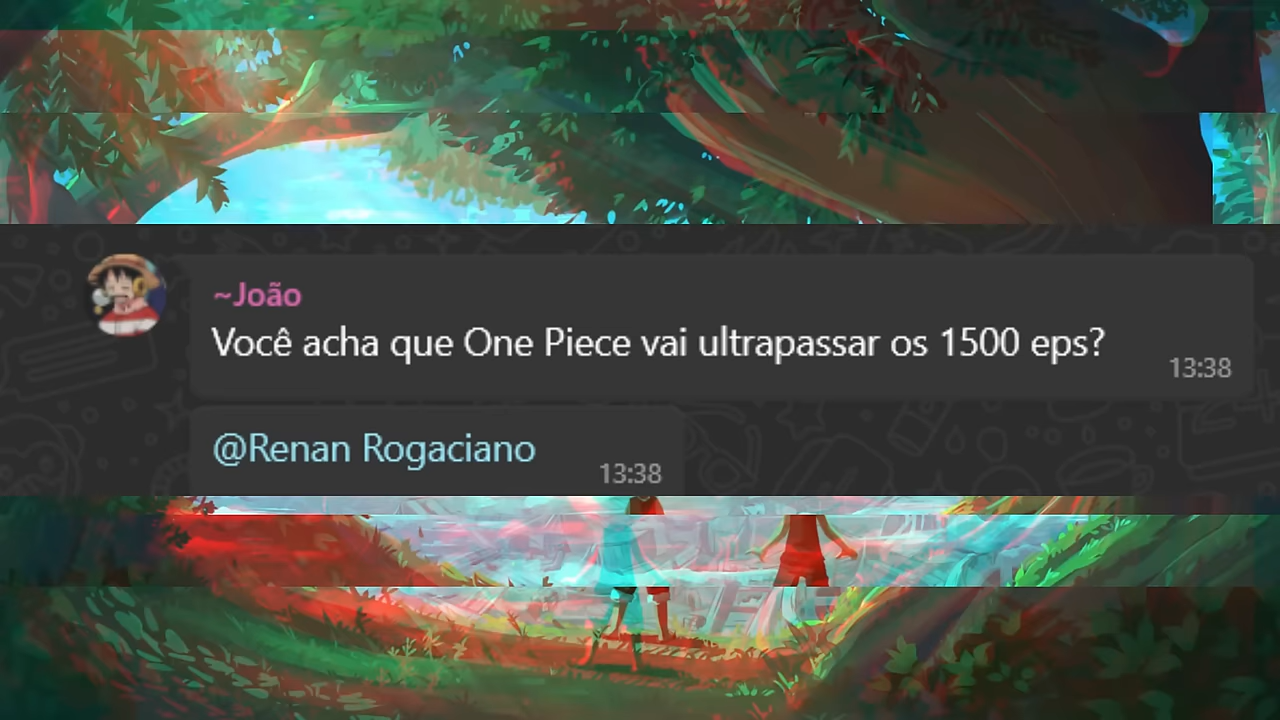 ~João
Você acha que One Piece vai ultrapassar os 1500 eps?
13:38
@Renan Rogaciano
13:38